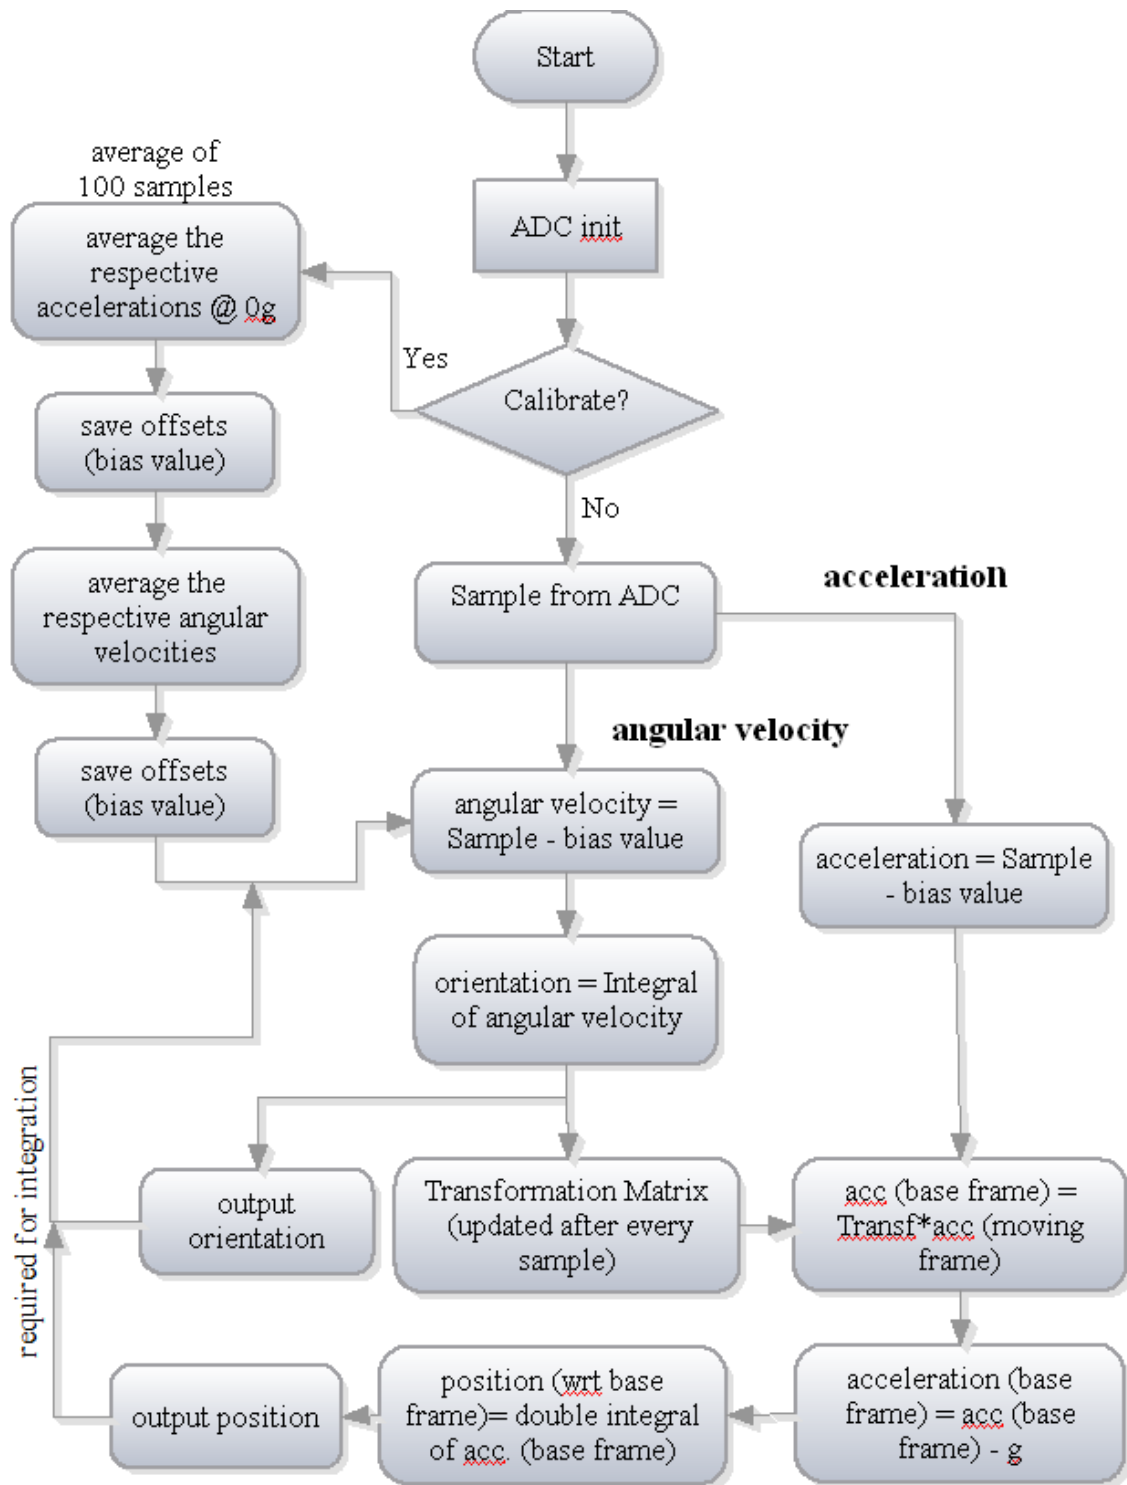 Start
ADC init
Calibrate?
Yes
No
average of
100 samples
average the
respective
accelerations @ 0g
save offsets
(bias value)
average the
respective angular
velocities
save offsets
(bias value)
Sample from ADC
acceleration
angular velocity
angular velocity =
Sample - bias value
acceleration = Sample
- bias value
orientation = Integral
of angular velocity
required for integration
output
orientation
Transformation Matrix
(updated after every
sample)
acc (base frame) =
Transf*acc (moving
frame)
acceleration (base
frame) = acc (base
frame) - g
position (wrt base
frame)= double integral
of acc. (base frame)
output position